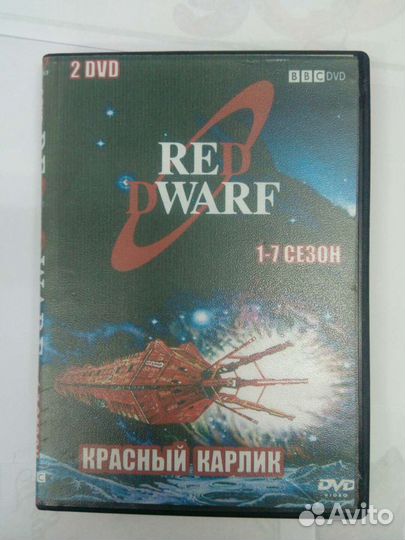 2 DVD
BBC DVD
RED
DWARF
1-7 СЕЗОН
КРАСНЫЙ КАРЛИК
DVD
VIDEO
Avito